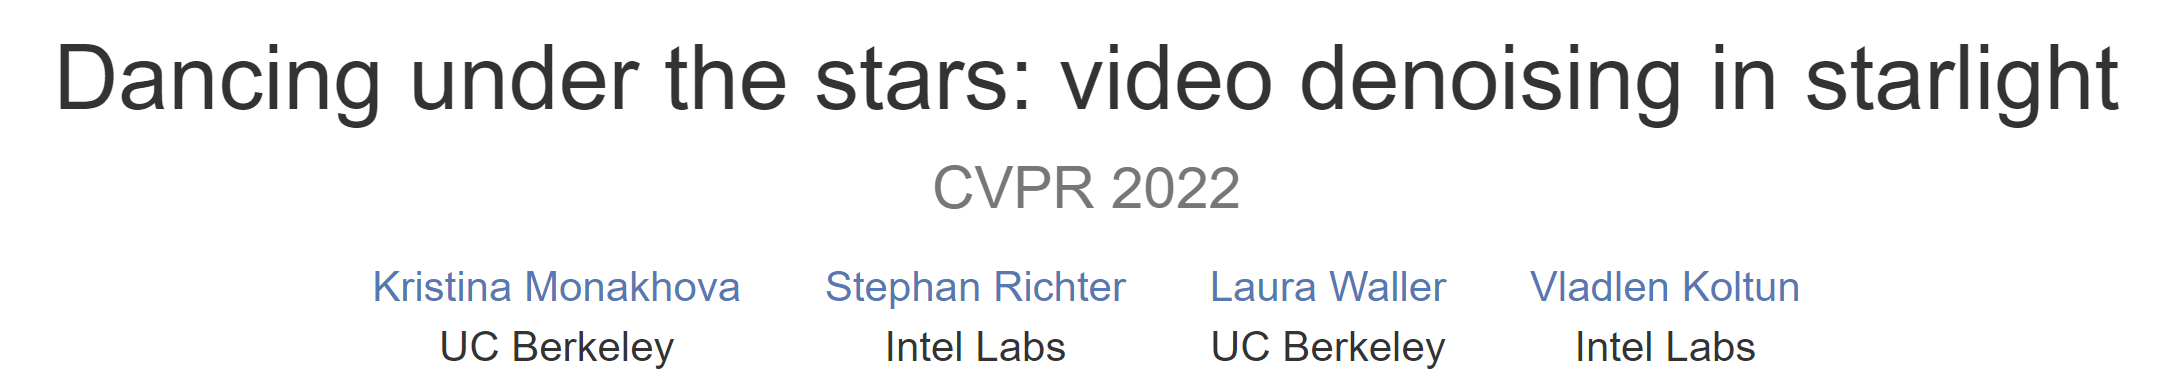 Dancing under the stars: video denoising in starlight
CVPR 2022
Kristina Monakhova Stephan Richter Laura Waller Vladlen Koltun
UC Berkeley Intel Labs UC Berkeley Intel Labs